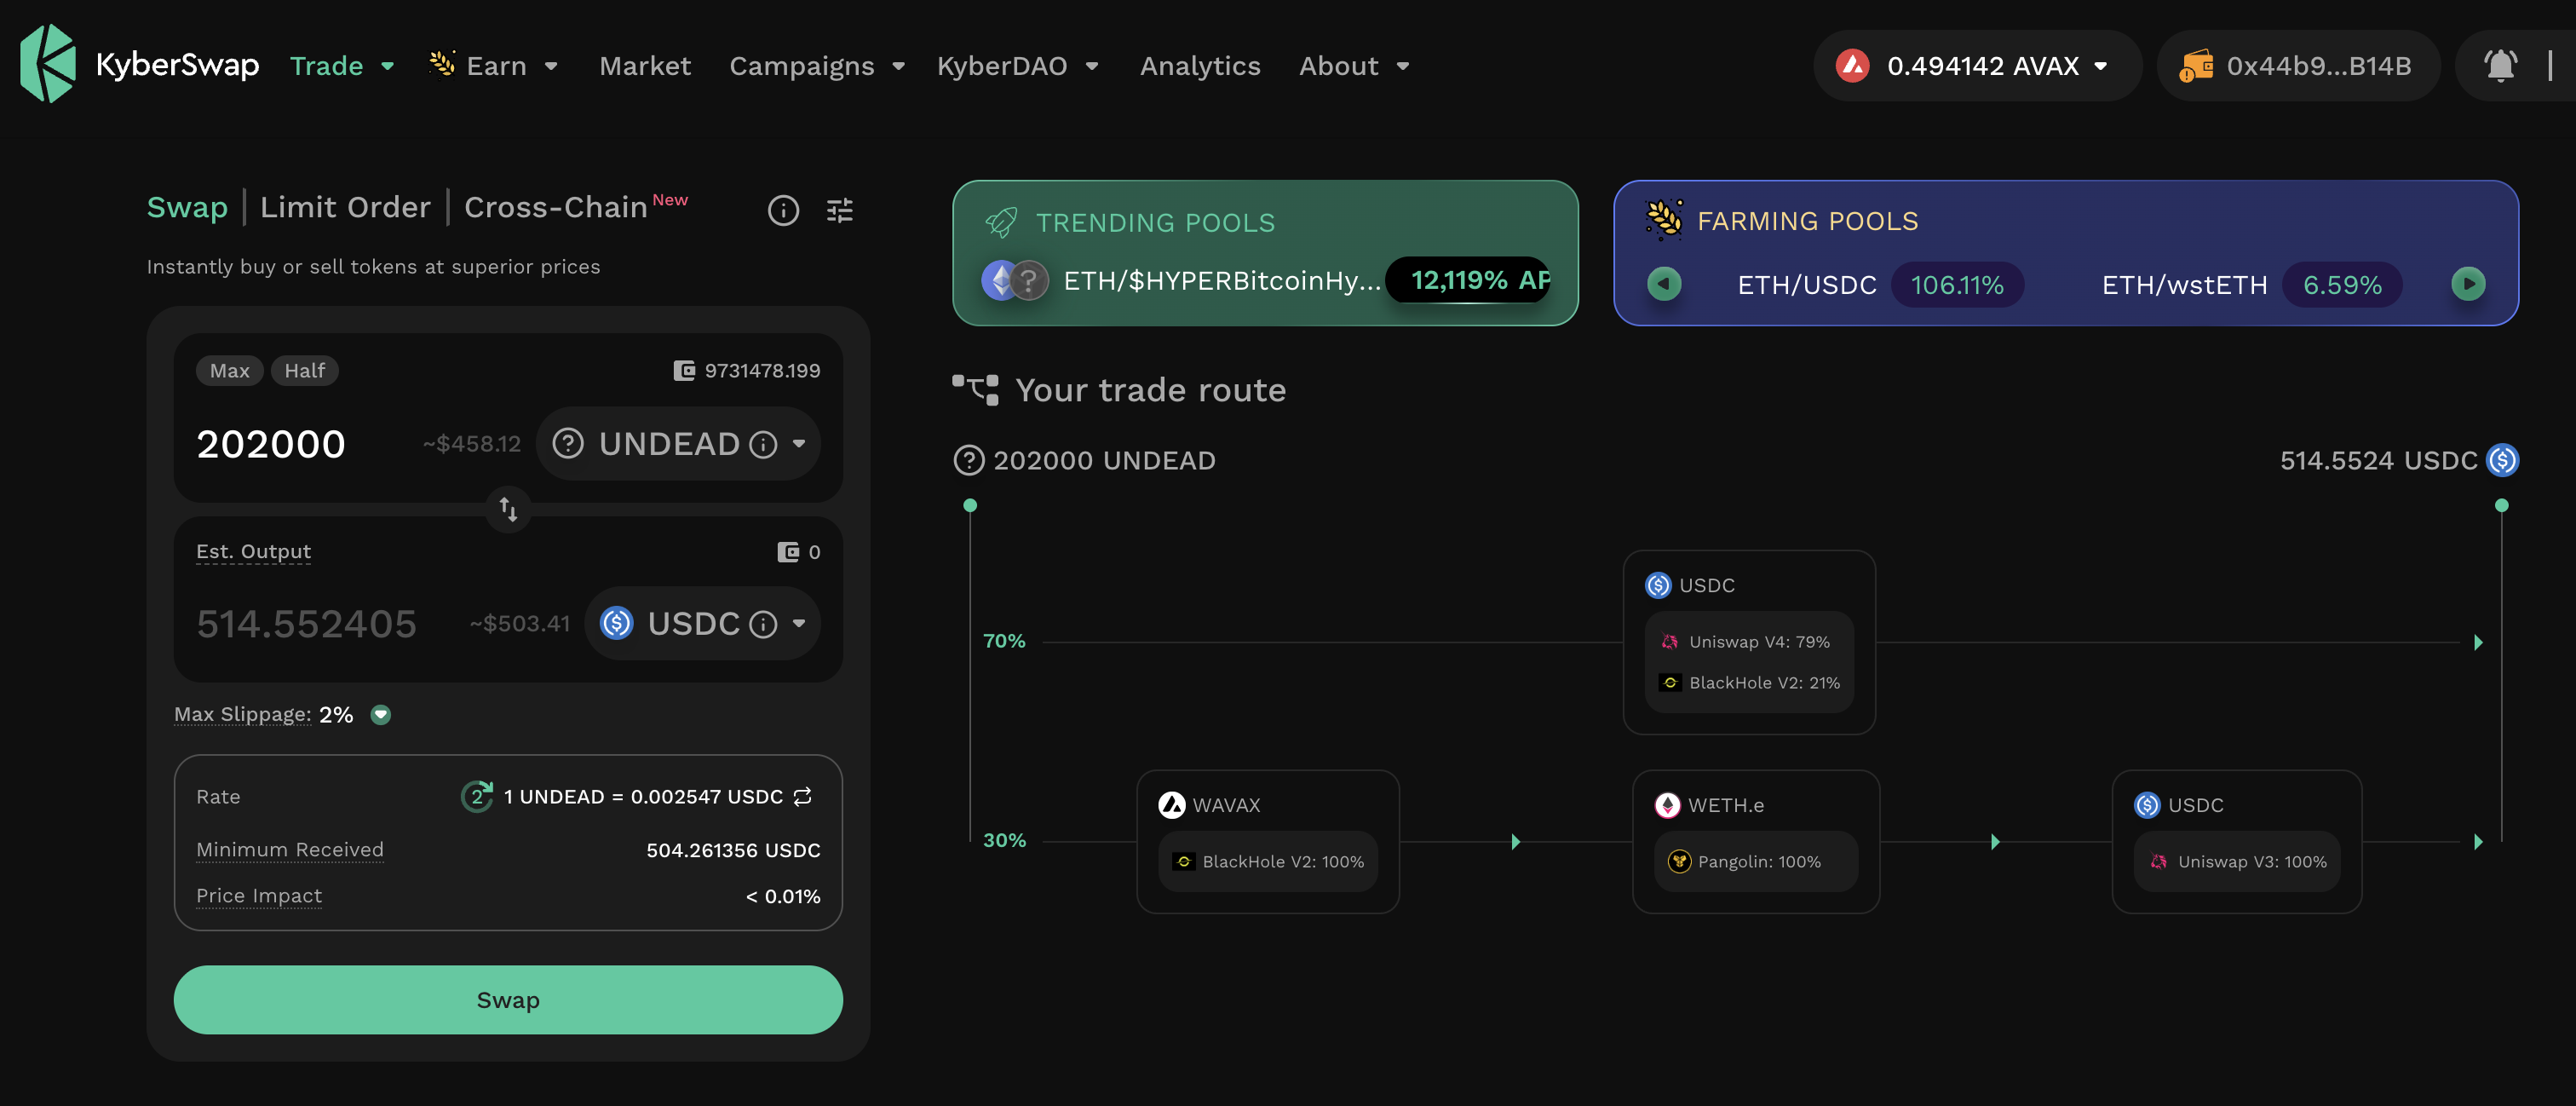 KyberSwap Trade Earn Market Campaigns KyberDAO Analytics About 0.494142 AVAX 0x44b9...B14B
Swap | Limit Order | Cross-Chain New
Instantly buy or sell tokens at superior prices
Max Half 9731478.199
202000 ~$458.12 UNDEAD
Est. Output 0
514.552405 ~$503.41 USDC
Max Slippage: 2%
Rate 2 1 UNDEAD = 0.002547 USDC
Minimum Received 504.261356 USDC
Price Impact < 0.01%
Swap
TRENDING POOLS
ETH/$HYPERBitcoinHy... 12,119% AP
FARMING POOLS
ETH/USDC 106.11% ETH/wstETH 6.59%
Your trade route
202000 UNDEAD 514.5524 USDC
70%
USDC
Uniswap V4: 79%
BlackHole V2: 21%
30%
WAVAX
BlackHole V2: 100%
WETH.e
Pangolin: 100%
USDC
Uniswap V3: 100%